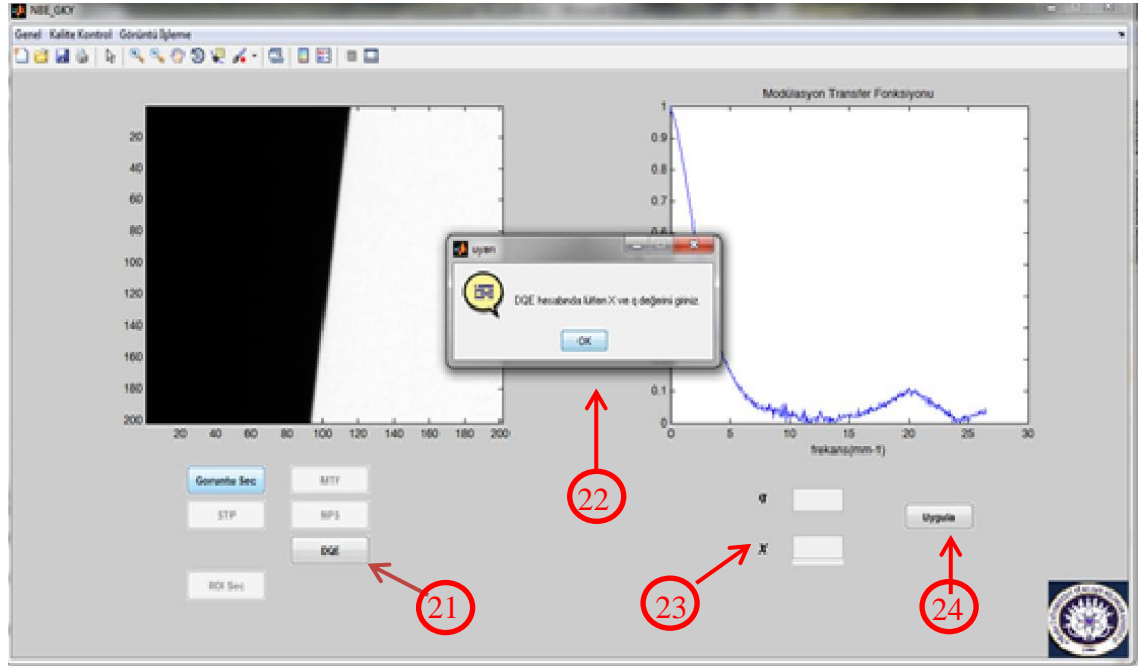 NBE_GKY
Genel Kalite Kontrol Görüntü İşleme
Modülasyon Transfer Fonksiyonu
1
0.9
0.8
0.7
0.6
0.1
0
0 5 10 15 20 25 30
frekans(mm-1)
20
40
60
80
100
120
140
160
180
200
20 40 60 80 100 120 140 160 180 200
uyarı
DQE hesabında lütfen X ve q değerini giriniz.
OK
22
Goruntu Sec
MTF
STP
NPS
DQE
ROI Sec
21
q
X
23
Uygula
24